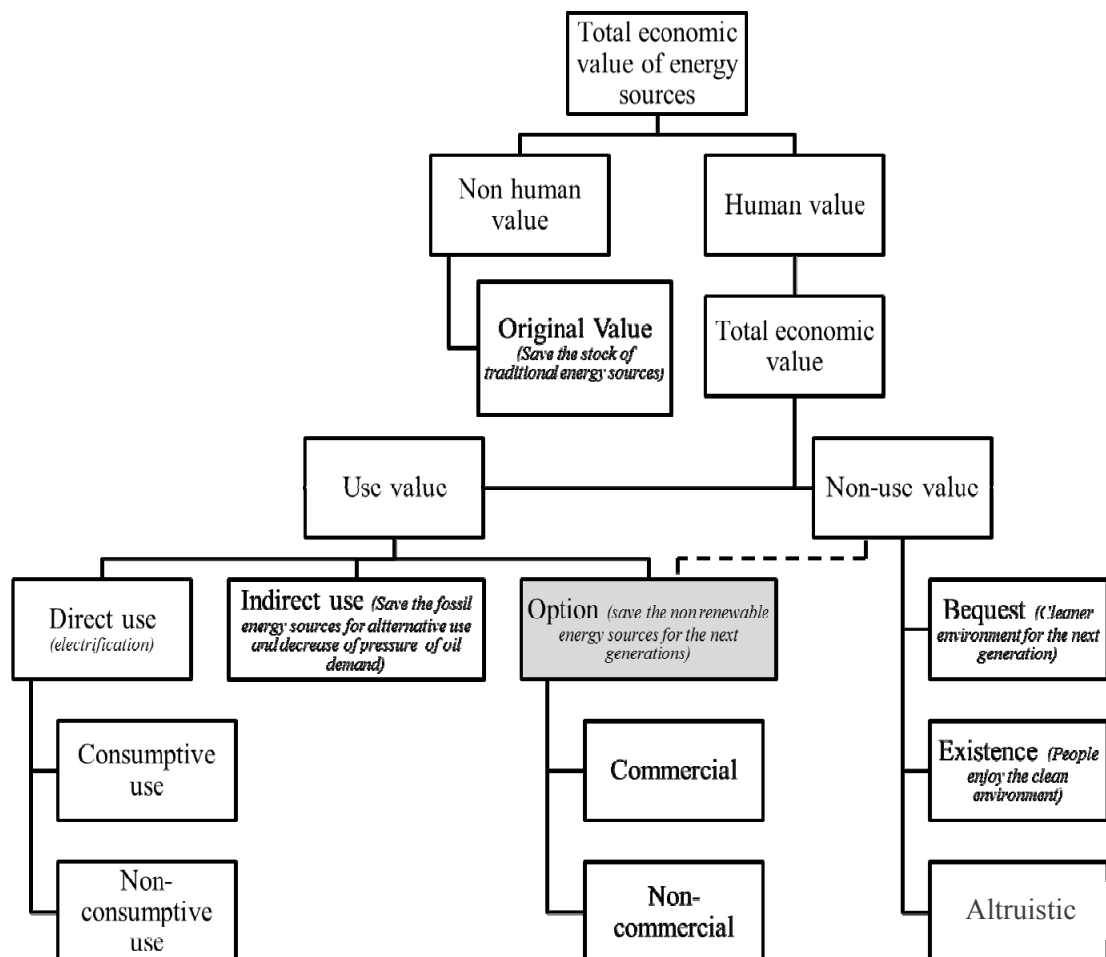 Total economic
value of energy
sources
Non human
value
Human value
Original Value
(Save the stock of
traditional energy sources)
Total economic
value
Use value
Non-use value
Direct use
(electrification)
Indirect use (Save the fossil
energy sources for altternative use
and decrease of pressure of oil
demand)
Option (save the non renewable
energy sources for the next
generations)
Bequest (Cleaner
environment for the next
generation)
Consumptive
use
Commercial
Existence (People
enjoy the clean
environment)
Non-
consumptive
use
Non-
commercial
Altruistic